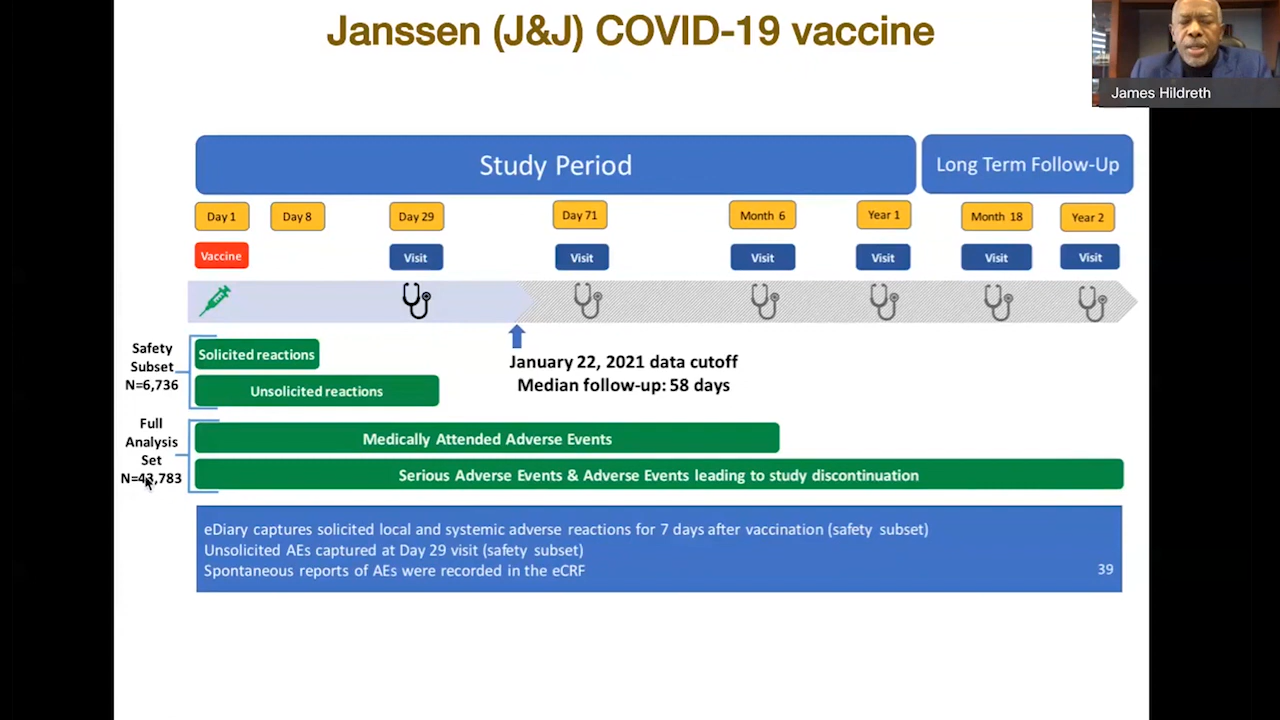 Janssen (J&J) COVID-19 vaccine
James Hildreth
Study Period
Long Term Follow-Up
Day 1
Day 8
Day 29
Day 71
Month 6
Year 1
Month 18
Year 2
Vaccine
Visit
Visit
Visit
Visit
Visit
Visit
January 22, 2021 data cutoff
Median follow-up: 58 days
Safety
Subset
N=6,736
Solicited reactions
Unsolicited reactions
Full
Analysis
Set
N=43,783
Medically Attended Adverse Events
Serious Adverse Events & Adverse Events leading to study discontinuation
eDiary captures solicited local and systemic adverse reactions for 7 days after vaccination (safety subset)
Unsolicited AEs captured at Day 29 visit (safety subset)
Spontaneous reports of AEs were recorded in the eCRF
39